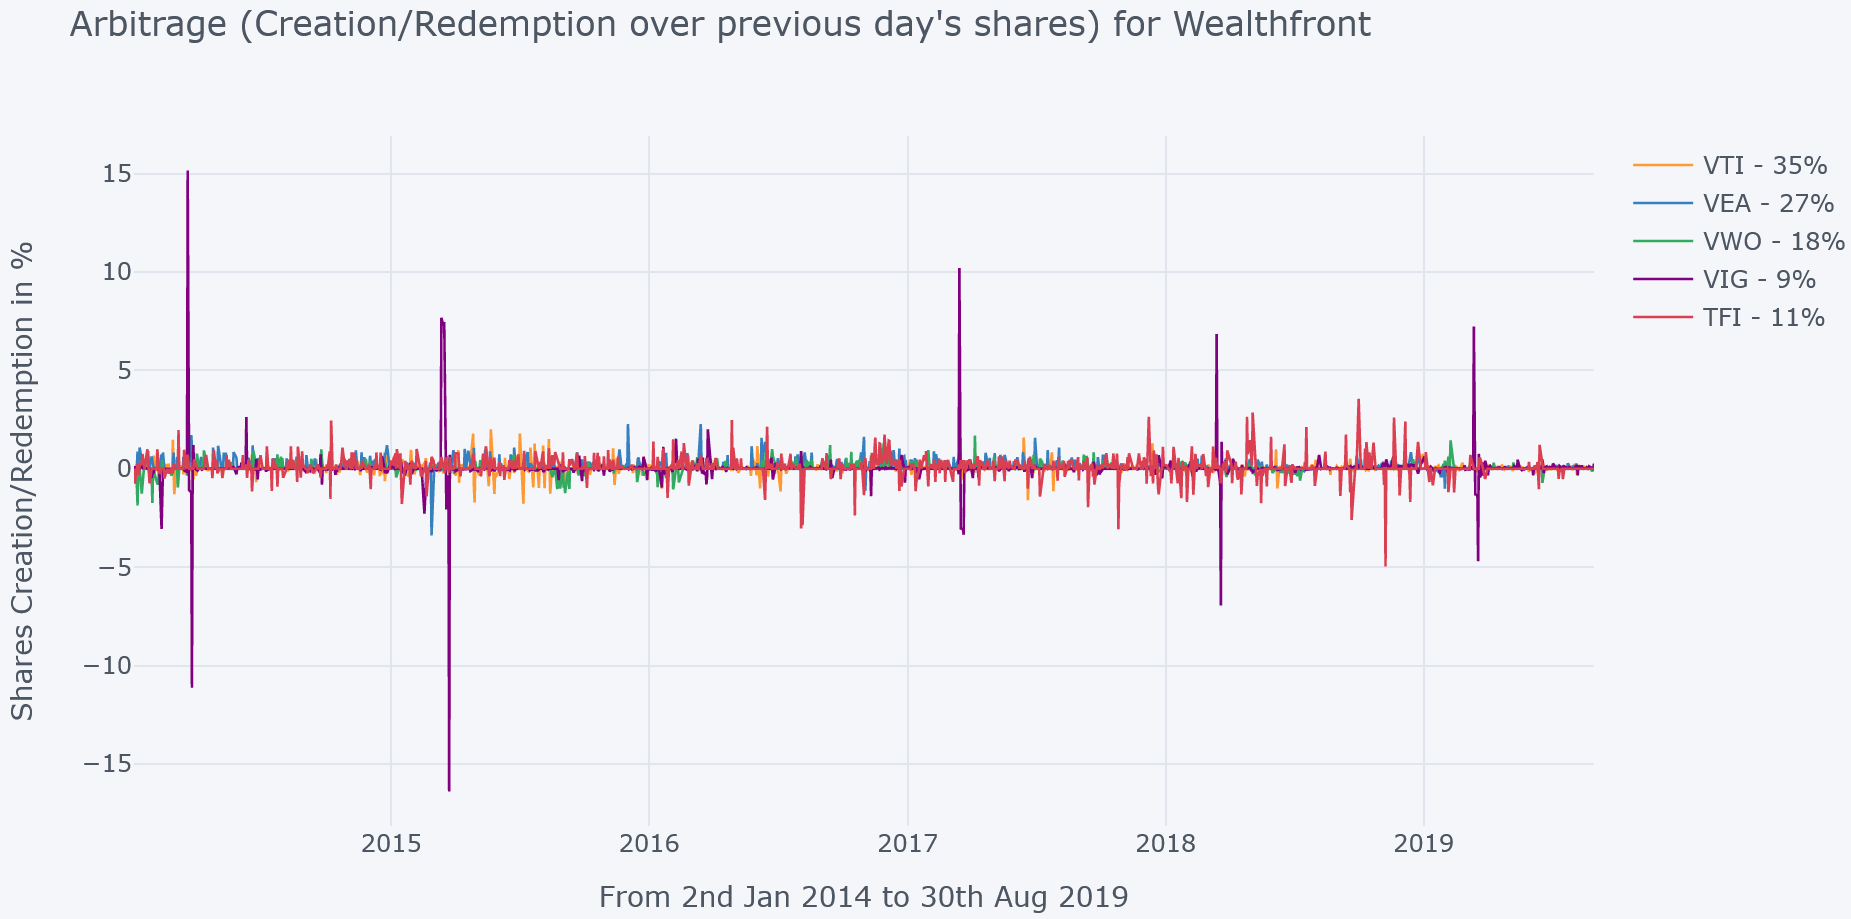 Arbitrage (Creation/Redemption over previous day's shares) for Wealthfront
Shares Creation/Redemption in %
15
10
5
0
−5
−10
−15
2015
2016
2017
2018
2019
From 2nd Jan 2014 to 30th Aug 2019
VTI - 35%
VEA - 27%
VWO - 18%
VIG - 9%
TFI - 11%